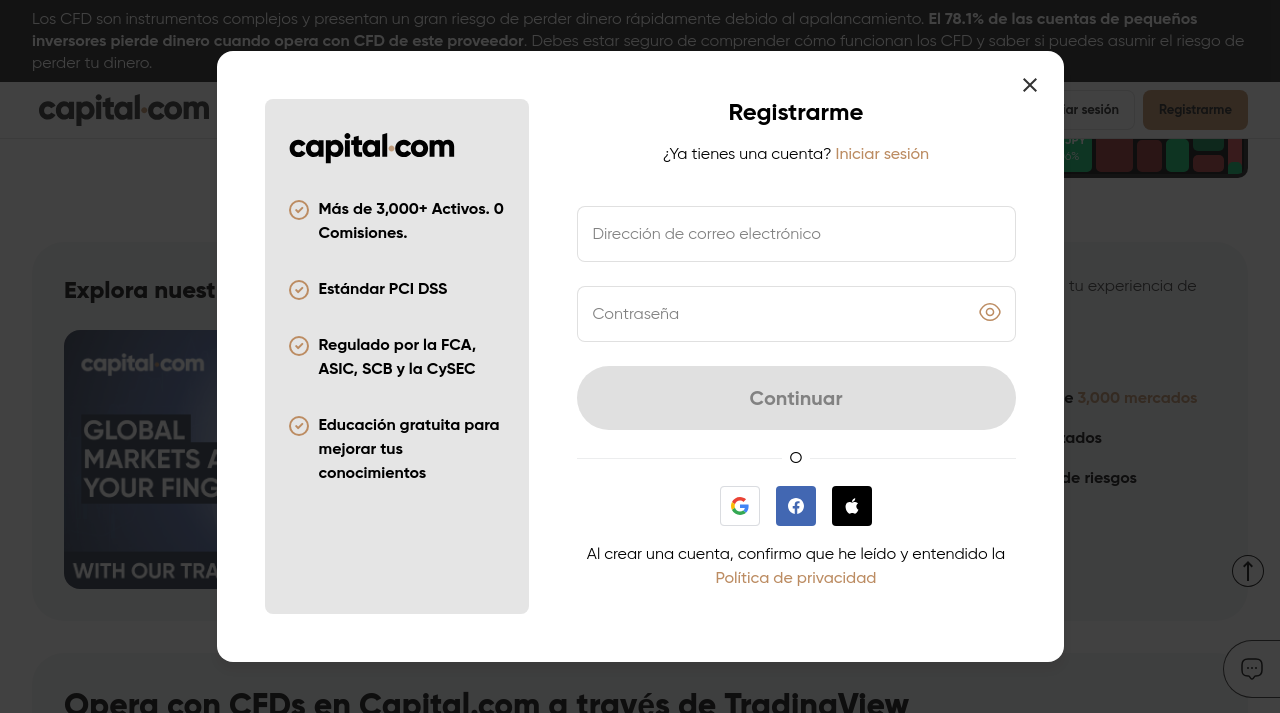 Los CFD son instrumentos complejos y presentan un gran riesgo de perder dinero rápidamente debido al apalancamiento. El 78.1% de las cuentas de pequeños
inversores pierde dinero cuando opera con CFD de este proveedor. Debes estar seguro de comprender cómo funcionan los CFD y saber si puedes asumir el riesgo de
perder tu dinero.
capital.com
sesión
Registrarme
6%
Registrarme
¿Ya tienes una cuenta? Iniciar sesión
capital.com
Más de 3,000+ Activos. 0
Comisiones.
Estándar PCI DSS
Regulado por la FCA,
ASIC, SCB y la CySEC
Educación gratuita para
mejorar tus
conocimientos
Dirección de correo electrónico
Contraseña
Continuar
O
Al crear una cuenta, confirmo que he leído y entendido la
Política de privacidad
Explora
tu experiencia de
capital.com
GLOBAL
MARKETS
YOUR
WITH OUR
3,000 mercados
de riesgos
Opera con CFDs en Capital.com a través de TradingView